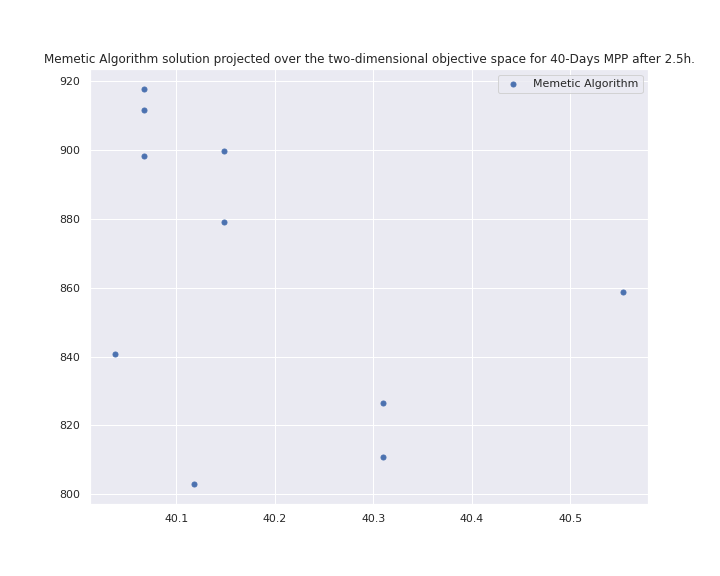 Memetic Algorithm solution projected over the two-dimensional objective space for 40-Days MPP after 2.5h.
Memetic Algorithm
920
900
880
860
840
820
800
40.1 40.2 40.3 40.4 40.5